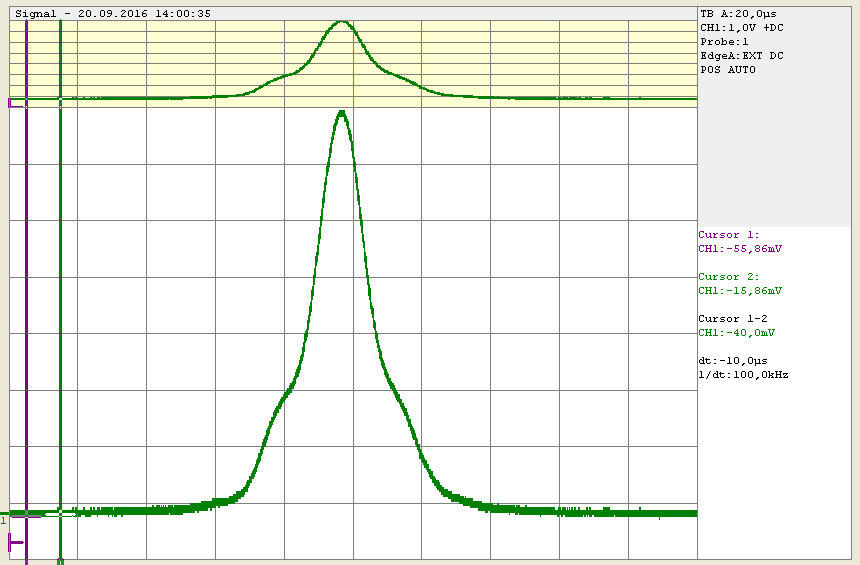 Signal - 20.09.2016 14:00:35
TB A:20,0µs
CH1:1,0V +DC
Probe:1
EdgeA:EXT DC
POS AUTO
Cursor 1:
CH1:-55,86mV
Cursor 2:
CH1:-15,86mV
Cursor 1-2
CH1:-40,0mV
dt:-10,0µs
1/dt:100,0kHz
1